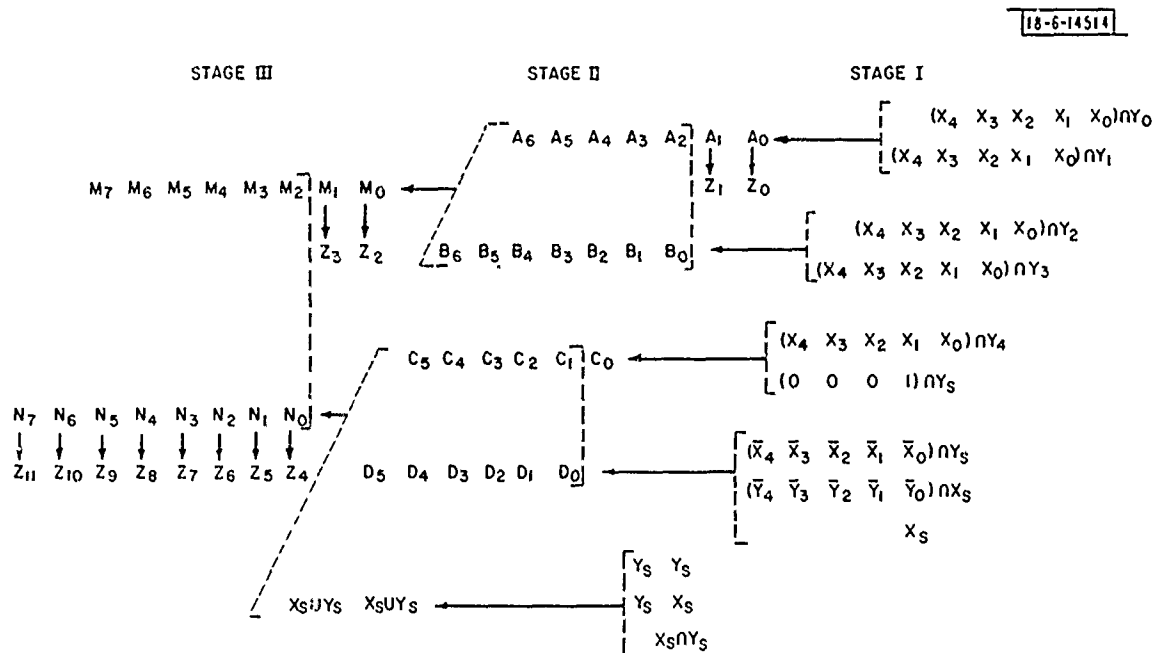 18-6-14514
STAGE III STAGE II STAGE I
(X4 X3 X2 X1 X0)∩Y0
A6 A5 A4 A3 A2 A1 A0
(X4 X3 X2 X1 X0)∩Y1
M7 M6 M5 M4 M3 M2 M1 M0
Z1 Z0
(X4 X3 X2 X1 X0)∩Y2
Z3 Z2
B6 B5 B4 B3 B2 B1 B0
(X4 X3 X2 X1 X0)∩Y3
(X4 X3 X2 X1 X0)∩Y4
C5 C4 C3 C2 C1 C0
(0 0 0 1)∩YS
N7 N6 N5 N4 N3 N2 N1 N0
(X̄4 X̄3 X̄2 X̄1 X̄0)∩YS
Z11 Z10 Z9 Z8 Z7 Z6 Z5 Z4
D5 D4 D3 D2 D1 D0
(Ȳ4 Ȳ3 Ȳ2 Ȳ1 Ȳ0)∩XS
XS
YS YS
XS∪YS XS∪YS
YS XS
XS∩YS